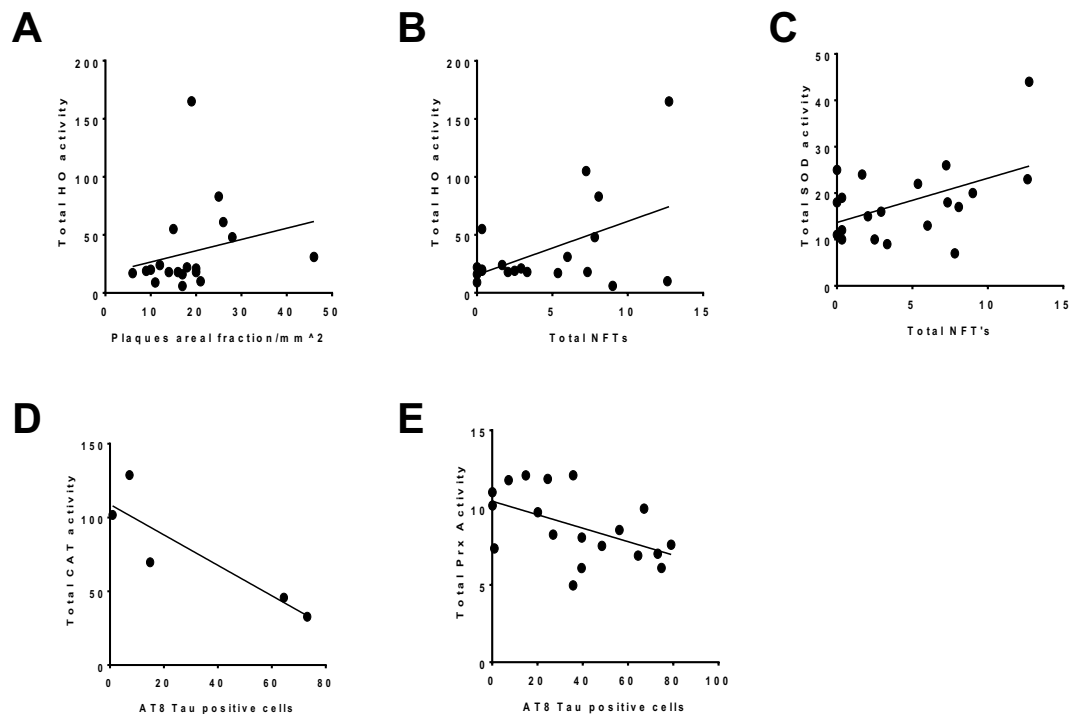 A
Total HO activity
200
150
100
50
0
0 10 20 30 40 50
Plaques areal fraction/mm ^2
B
Total HO activity
200
150
100
50
0
0 5 10 15
Total NFTs
C
Total SOD activity
50
40
30
20
10
0
0 5 10 15
Total NFT's
D
Total CAT activity
150
100
50
0
0 20 40 60 80
AT8 Tau positive cells
E
Total Prx Activity
15
10
5
0
0 20 40 60 80 100
AT8 Tau positive cells